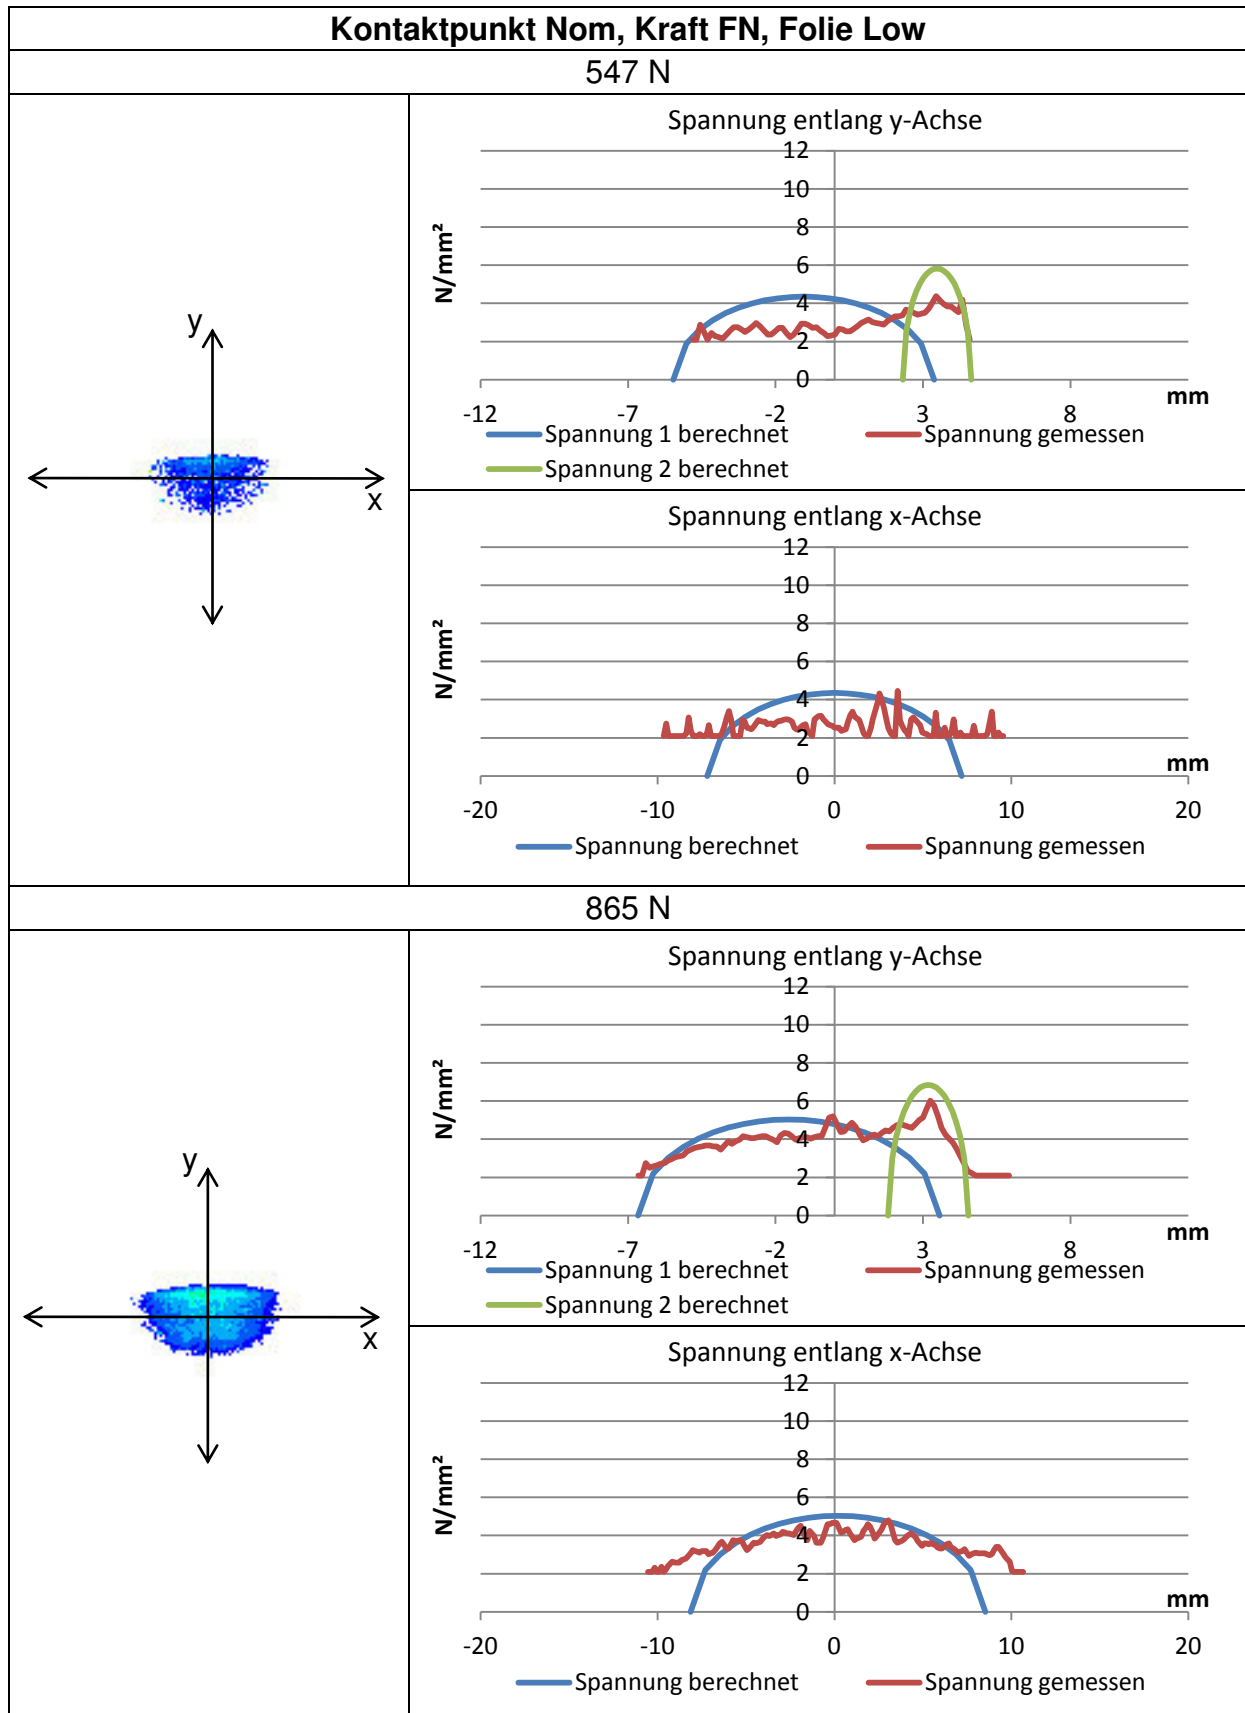 Kontaktpunkt Nom, Kraft FN, Folie Low
547 N
y
x
Spannung entlang y-Achse
N/mm²
12
10
8
6
4
2
0
-12 -7 -2 3 8
mm
Spannung 1 berechnet Spannung gemessen
Spannung 2 berechnet
Spannung entlang x-Achse
N/mm²
12
10
8
6
4
2
0
-20 -10 0 10 20
mm
Spannung berechnet Spannung gemessen
865 N
y
x
Spannung entlang y-Achse
N/mm²
12
10
8
6
4
2
0
-12 -7 -2 3 8
mm
Spannung 1 berechnet Spannung gemessen
Spannung 2 berechnet
Spannung entlang x-Achse
N/mm²
12
10
8
6
4
2
0
-20 -10 0 10 20
mm
Spannung berechnet Spannung gemessen